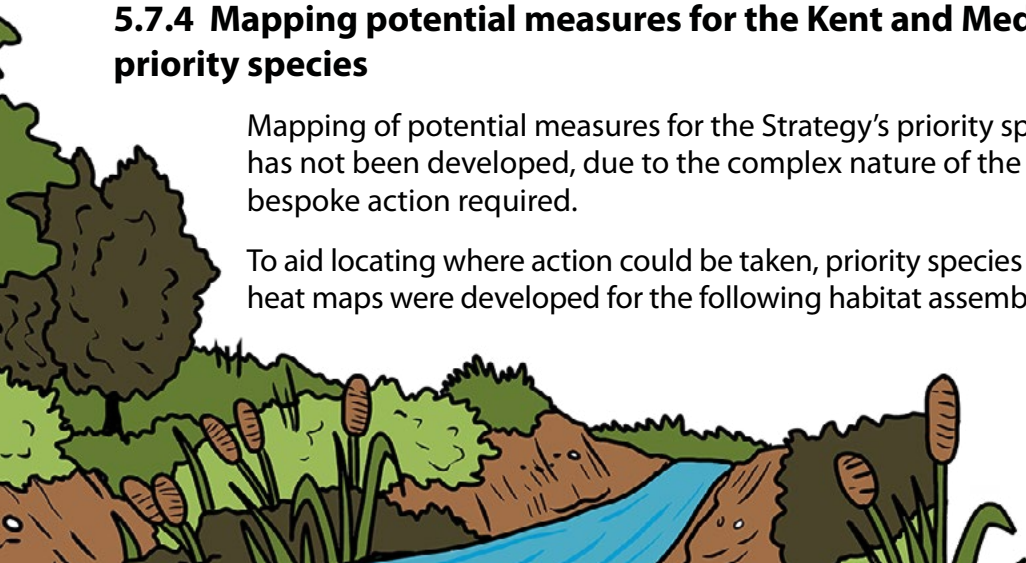 5.7.4 Mapping potential measures for the Kent and Med
priority species
Mapping of potential measures for the Strategy’s priority sp
has not been developed, due to the complex nature of the
bespoke action required.
To aid locating where action could be taken, priority species
heat maps were developed for the following habitat assemb